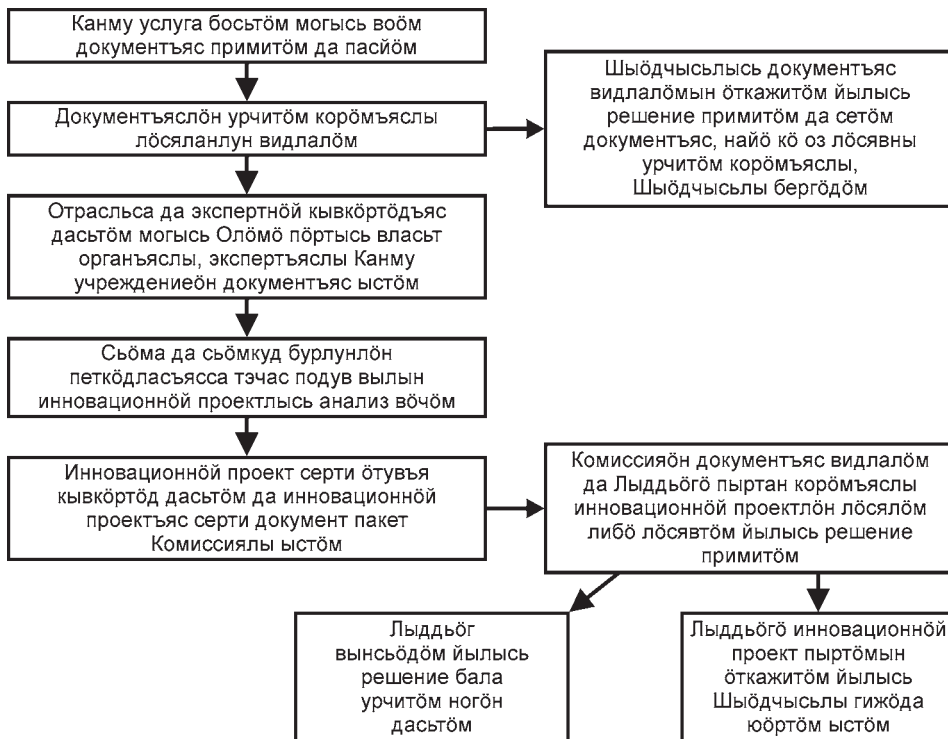 Канму услуга босьтӧм могысь воӧм
документъяс примитӧм да пасйӧм
Шыӧдчысьлысь документъяс
видлалӧмын ӧткажитӧм йылысь
решение примитӧм да сетӧм
документъяс, найӧ кӧ оз лӧсявны
урчитӧм корӧмъяслы,
Шыӧдчысьлы бергӧдӧм
Документъяслӧн урчитӧм корӧмъяслы
лӧсяланлун видлалӧм
Отрасльса да экспертнӧй кывкӧртӧдъяс
дасьтӧм могысь Олӧмӧ пӧртысь власьт
органъяслы, экспертъяслы Канму
учреждениеӧн документъяс ыстӧм
Сьӧма да сьӧмкуд бурлунлӧн
петкӧдласъясса тэчас подув вылын
инновационнӧй проектлысь анализ вӧчӧм
Инновационнӧй проект серти ӧтувъя
кывкӧртӧд дасьтӧм да инновационнӧй
проектъяс серти документ пакет
Комиссиялы ыстӧм
Комиссияӧн документъяс видлалӧм
да Лыддьӧгӧ пыртан корӧмъяслы
инновационнӧй проектлӧн лӧсялӧм
либӧ лӧсявтӧм йылысь решение
примитӧм
Лыддьӧг
вынсьӧдӧм йылысь
решение бала
урчитӧм ногӧн
дасьтӧм
Лыддьӧгӧ инновационнӧй
проект пыртӧмын
ӧткажитӧм йылысь
Шыӧдчысьлы гижӧда
юӧртӧм ыстӧм